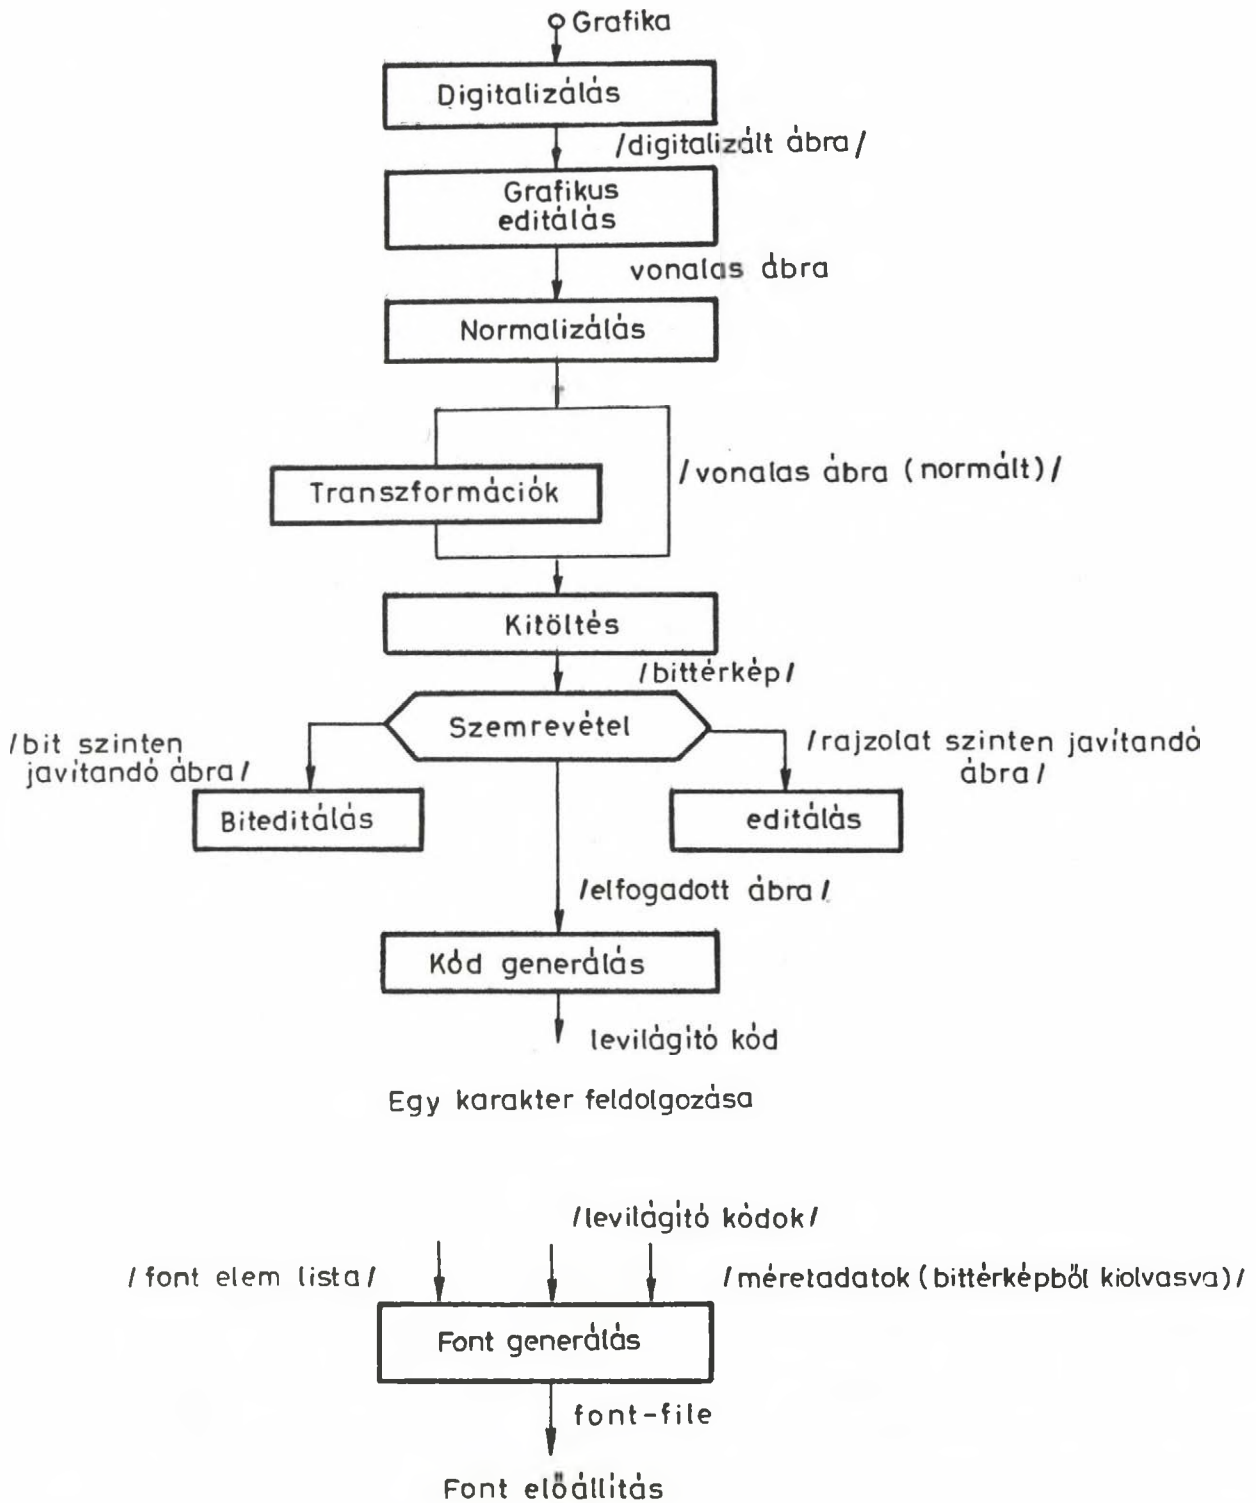 Grafika
Digitalizálás
/digitalizált ábra/
Grafikus
editálás
vonalas ábra
Normalizálás
/vonalas ábra (normált)/
Transzformációk
Kitöltés
/bittérkép/
Szemrevétel
/bit szinten
javítandó ábra/
/rajzolat szinten javítandó
ábra/
Biteditálás
editálás
/elfogadott ábra/
Kód generálás
levilágító kód
Egy karakter feldolgozása
/levilágító kódok/
/font elem lista/
/méretadatok (bittérképből kiolvasva)/
Font generálás
font-file
Font előállítás